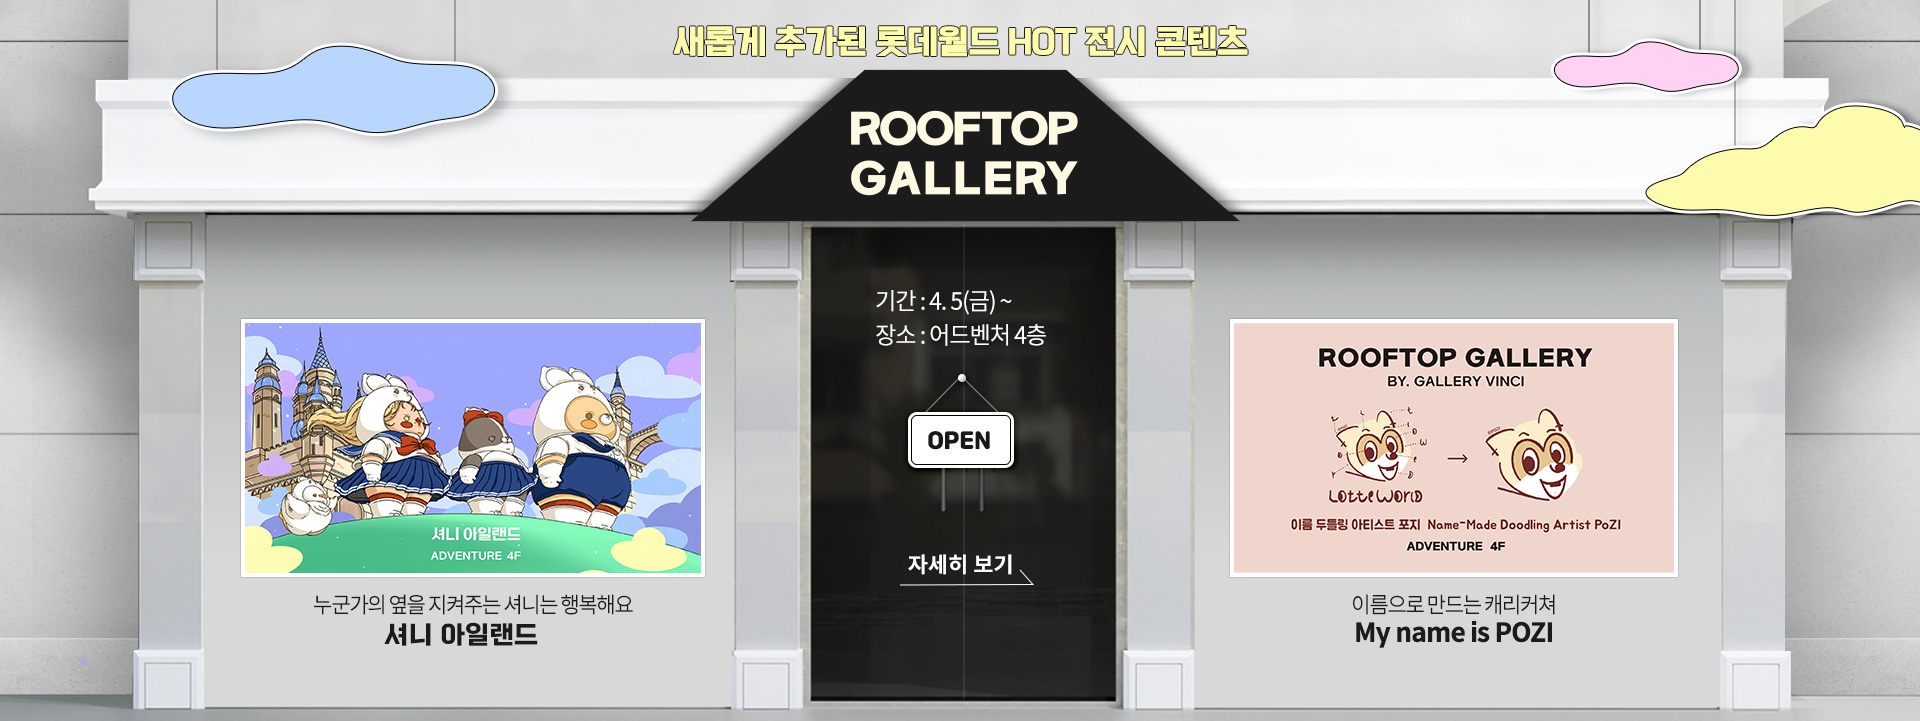 새롭게 추가된 롯데월드 HOT 전시 콘텐츠
ROOFTOP
GALLERY
기간 : 4. 5(금) ~
장소 : 어드벤처 4층
OPEN
자세히 보기
셔니 아일랜드
ADVENTURE 4F
누군가의 옆을 지켜주는 셔니는 행복해요
셔니 아일랜드
ROOFTOP GALLERY
BY. GALLERY VINCI
LOTTE WORLD
이름 두들링 아티스트 포지 Name-Made Doodling Artist PoZI
ADVENTURE 4F
이름으로 만드는 캐리커쳐
My name is POZI